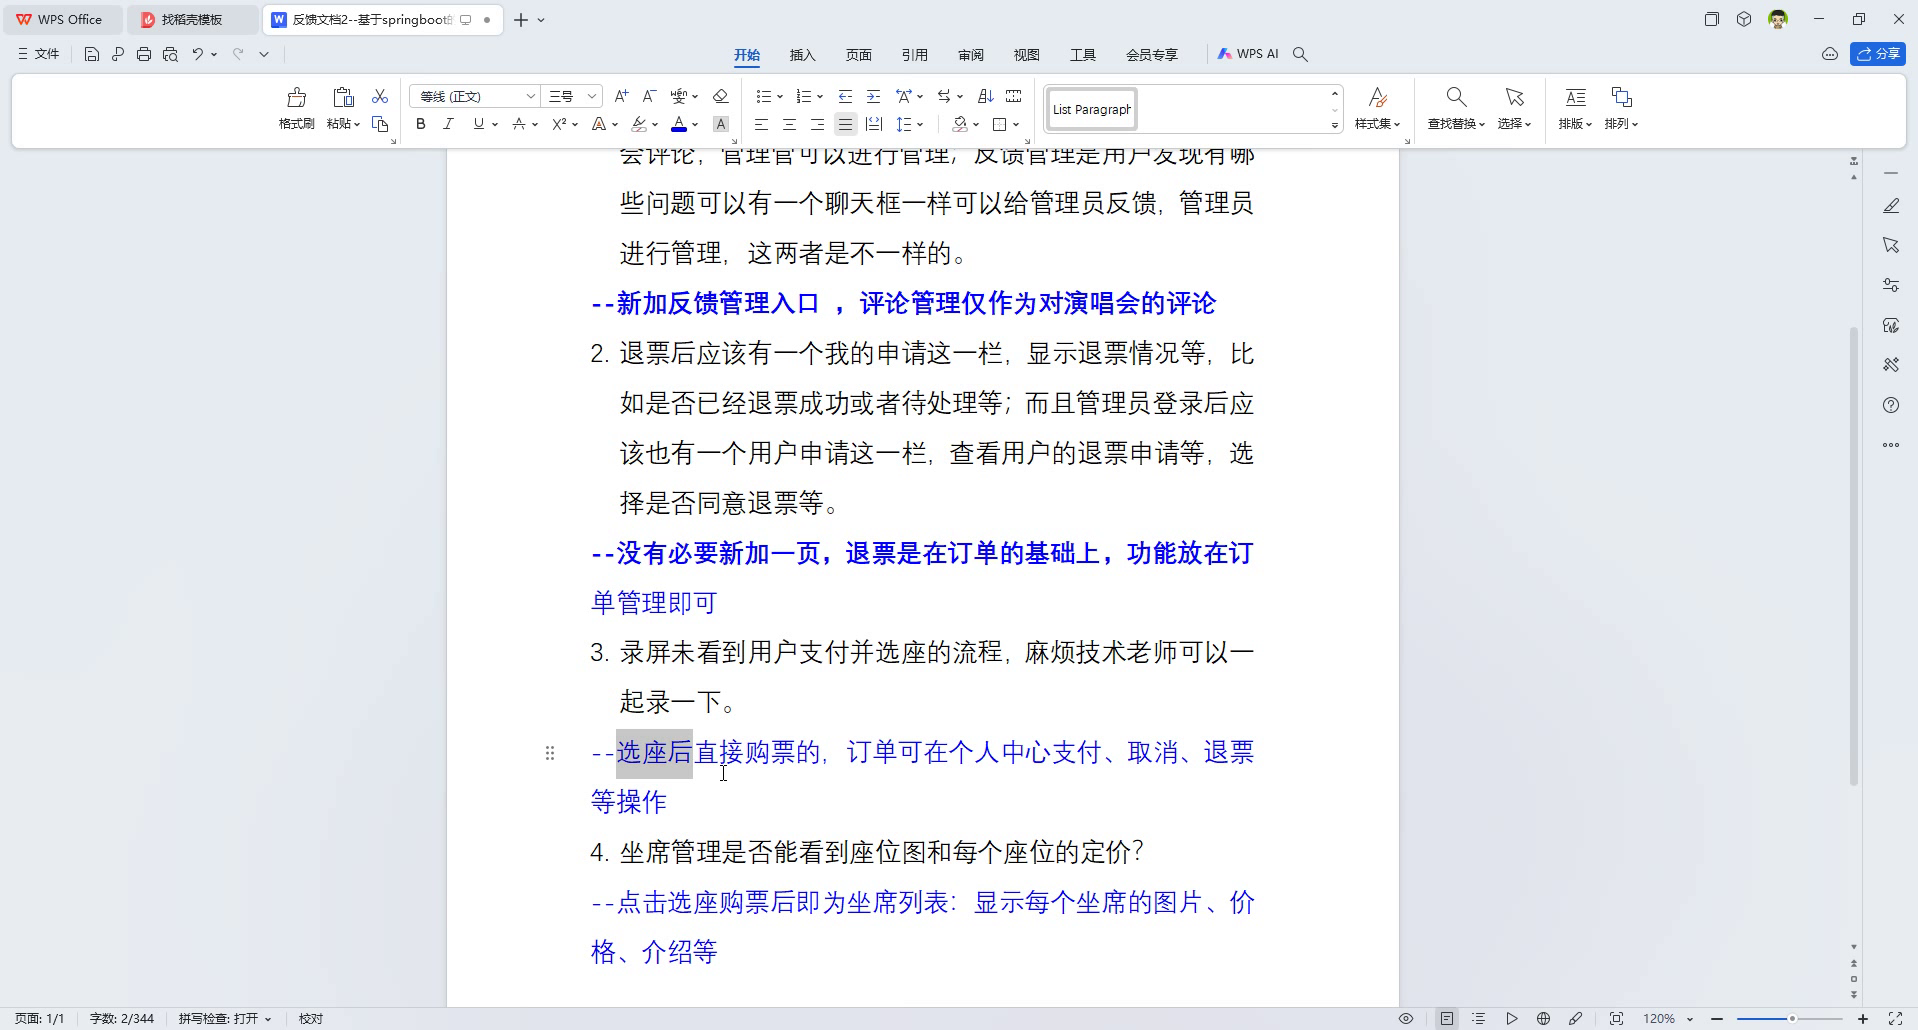 WPS Office
找稻壳模板
反馈文档2--基于springboot的
文件
开始 插入 页面 引用 审阅 视图 工具 会员专享 WPS AI
分享
格式刷 粘贴
等线 (正文) 三号
List Paragraph
样式集 查找替换 选择 排版 排列
会评论，管理管可以进行管理；反馈管理是用户发现有哪
些问题可以有一个聊天框一样可以给管理员反馈，管理员
进行管理，这两者是不一样的。
--新加反馈管理入口 ，评论管理仅作为对演唱会的评论
2. 退票后应该有一个我的申请这一栏，显示退票情况等，比
如是否已经退票成功或者待处理等；而且管理员登录后应
该也有一个用户申请这一栏，查看用户的退票申请等，选
择是否同意退票等。
--没有必要新加一页，退票是在订单的基础上，功能放在订
单管理即可
3. 录屏未看到用户支付并选座的流程，麻烦技术老师可以一
起录一下。
--选座后直接购票的，订单可在个人中心支付、取消、退票
等操作
4. 坐席管理是否能看到座位图和每个座位的定价？
--点击选座购票后即为坐席列表：显示每个坐席的图片、价
格、介绍等
页面: 1/1 字数: 2/344 拼写检查: 打开 校对
120%